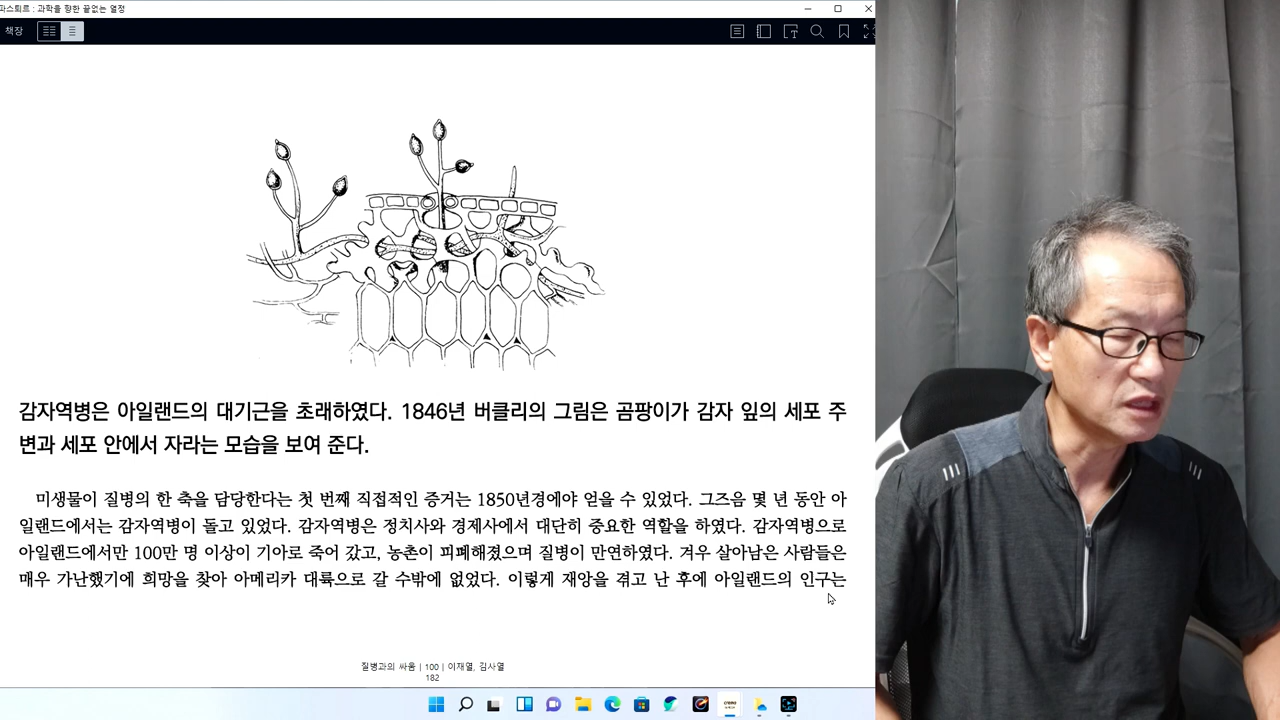 파스퇴르 : 과학을 향한 끝없는 열정
책장
감자역병은 아일랜드의 대기근을 초래하였다. 1846년 버클리의 그림은 곰팡이가 감자 잎의 세포 주
변과 세포 안에서 자라는 모습을 보여 준다.
미생물이 질병의 한 축을 담당한다는 첫 번째 직접적인 증거는 1850년경에야 얻을 수 있었다. 그즈음 몇 년 동안 아
일랜드에서는 감자역병이 돌고 있었다. 감자역병은 정치사와 경제사에서 대단히 중요한 역할을 하였다. 감자역병으로
아일랜드에서만 100만 명 이상이 기아로 죽어 갔고, 농촌이 피폐해졌으며 질병이 만연하였다. 겨우 살아남은 사람들은
매우 가난했기에 희망을 찾아 아메리카 대륙으로 갈 수밖에 없었다. 이렇게 재앙을 겪고 난 후에 아일랜드의 인구는
질병과의 싸움 | 100 | 이재열, 김사열
182